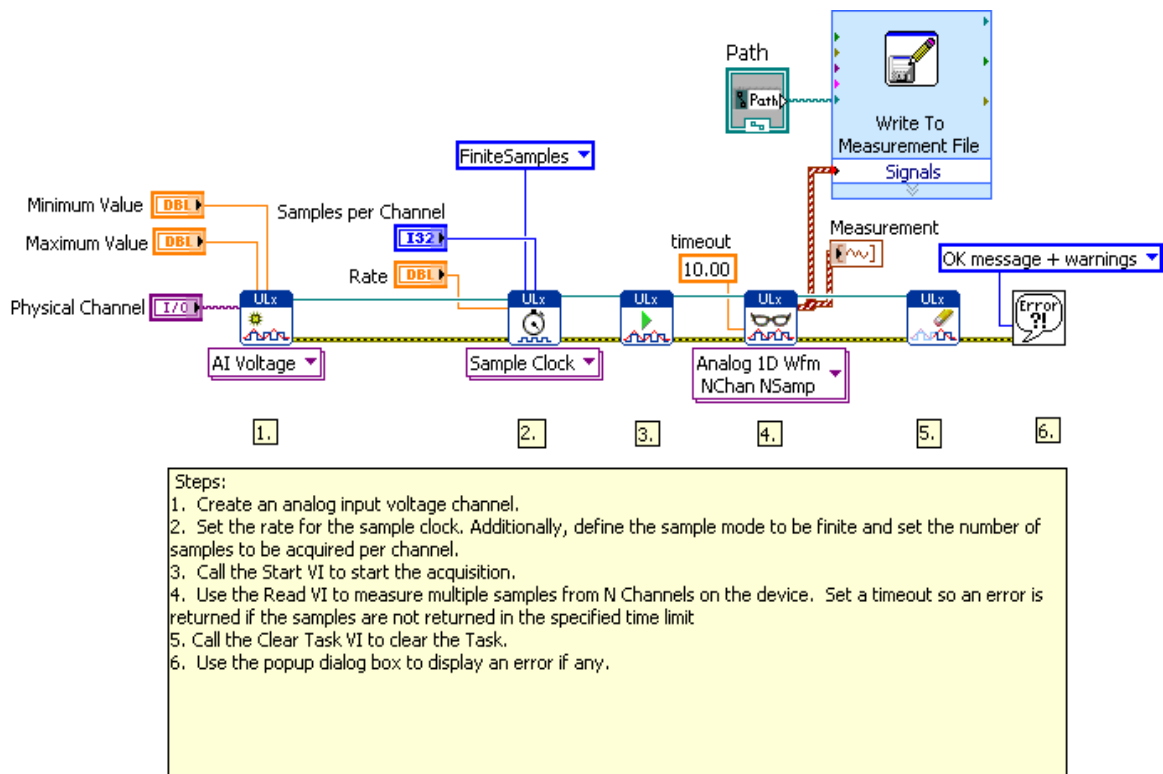 Path
Path
Write To
Measurement File
Signals
FiniteSamples
Minimum Value DBL
Samples per Channel
I32
Maximum Value DBL
Measurement
timeout
10.00
OK message + warnings
Rate DBL
Physical Channel I/O
ULx
ULx
ULx
ULx
ULx
Error
?!
AI Voltage
Sample Clock
Analog 1D Wfm
NChan NSamp
1.
2.
3.
4.
5.
6.
Steps:
1. Create an analog input voltage channel.
2. Set the rate for the sample clock. Additionally, define the sample mode to be finite and set the number of
samples to be acquired per channel.
3. Call the Start VI to start the acquisition.
4. Use the Read VI to measure multiple samples from N Channels on the device. Set a timeout so an error is
returned if the samples are not returned in the specified time limit
5. Call the Clear Task VI to clear the Task.
6. Use the popup dialog box to display an error if any.